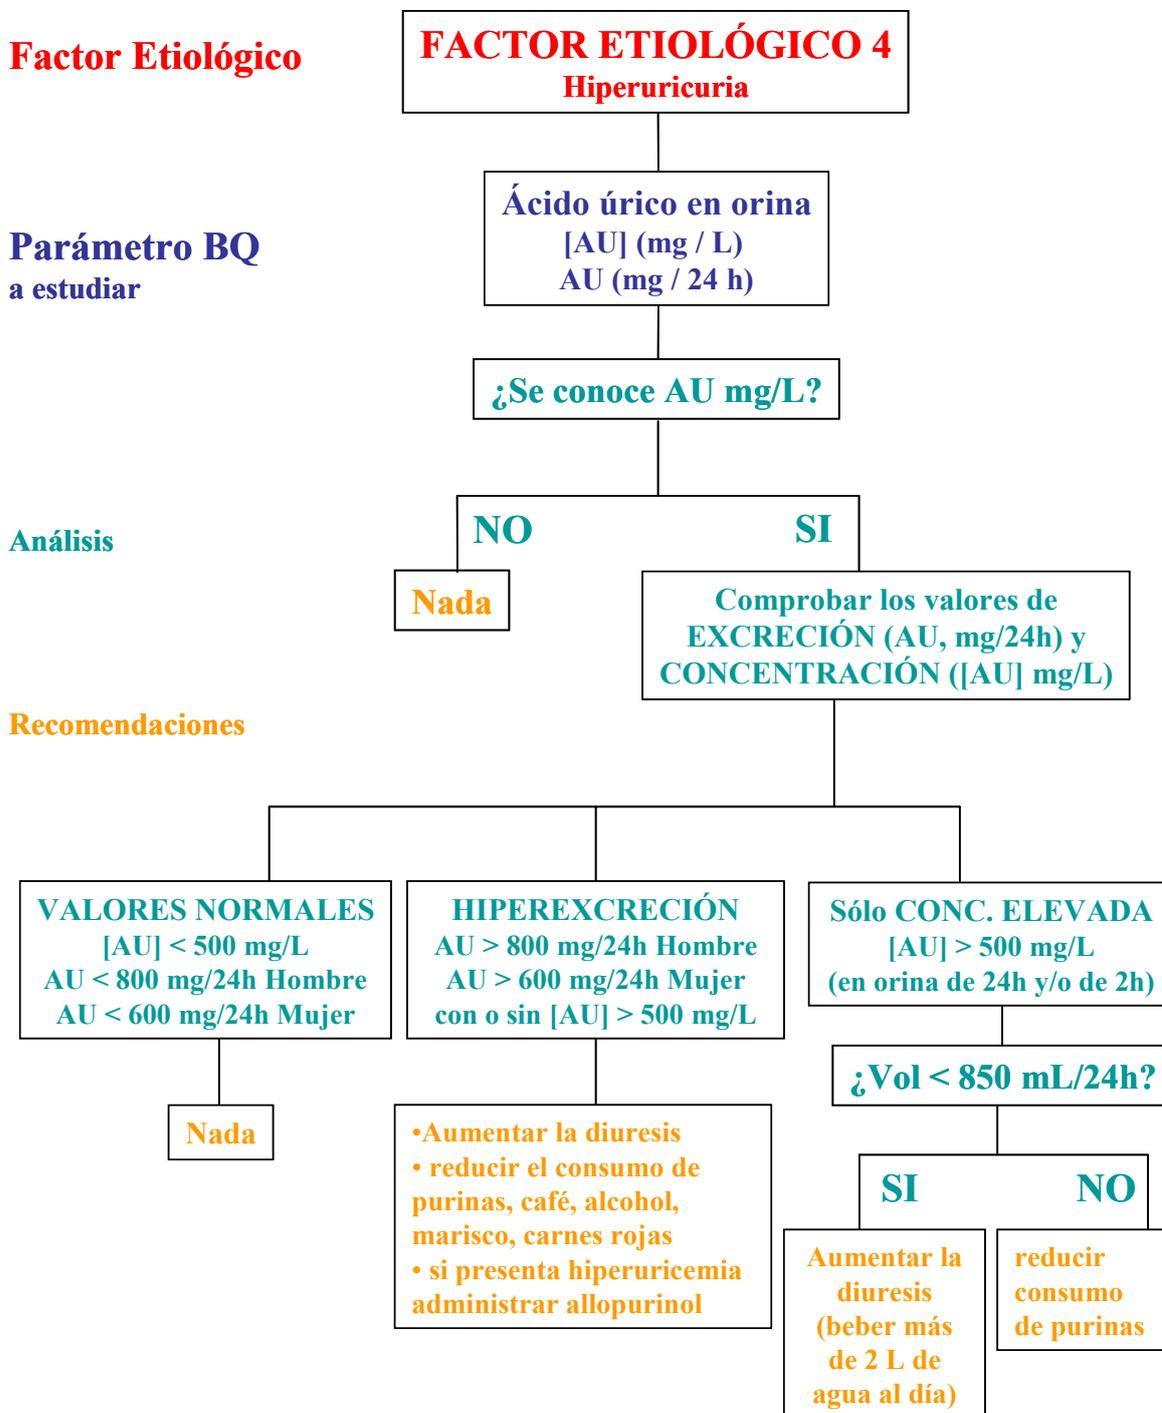 Factor Etiológico
FACTOR ETIOLÓGICO 4
Hiperuricuria
Parámetro BQ
a estudiar
Ácido úrico en orina
[AU] (mg / L)
AU (mg / 24 h)
¿Se conoce AU mg/L?
Análisis
NO
SI
Nada
Comprobar los valores de
EXCRECIÓN (AU, mg/24h) y
CONCENTRACIÓN ([AU] mg/L)
Recomendaciones
VALORES NORMALES
[AU] < 500 mg/L
AU < 800 mg/24h Hombre
AU < 600 mg/24h Mujer
HIPEREXCRECIÓN
AU > 800 mg/24h Hombre
AU > 600 mg/24h Mujer
con o sin [AU] > 500 mg/L
Sólo CONC. ELEVADA
[AU] > 500 mg/L
(en orina de 24h y/o de 2h)
¿Vol < 850 mL/24h?
Nada
•Aumentar la diuresis
• reducir el consumo de
purinas, café, alcohol,
marisco, carnes rojas
• si presenta hiperuricemia
administrar allopurinol
SI
NO
Aumentar la
diuresis
(beber más
de 2 L de
agua al día)
reducir
consumo
de purinas